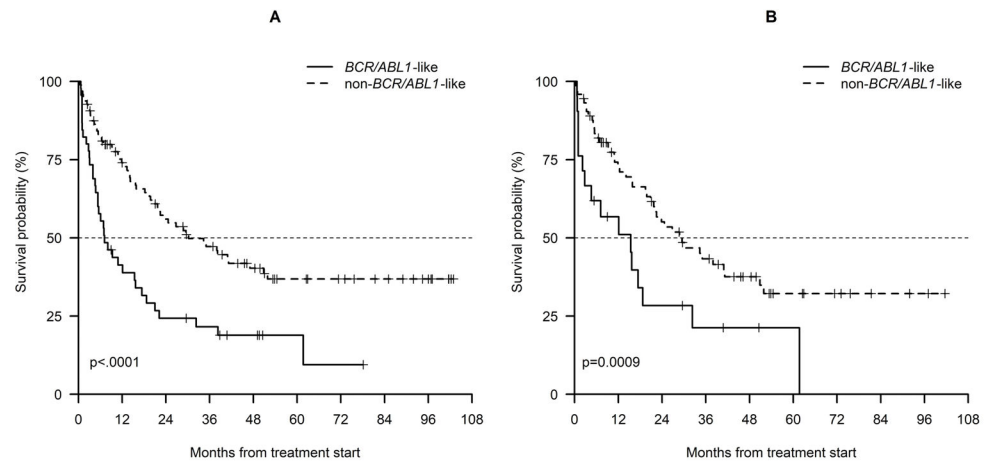 A
BCR/ABL1-like
non-BCR/ABL1-like
100
75
50
25
0
Survival probability (%)
p<.0001
0 12 24 36 48 60 72 84 96 108
Months from treatment start
B
BCR/ABL1-like
non-BCR/ABL1-like
100
75
50
25
0
Survival probability (%)
p=0.0009
0 12 24 36 48 60 72 84 96 108
Months from treatment start